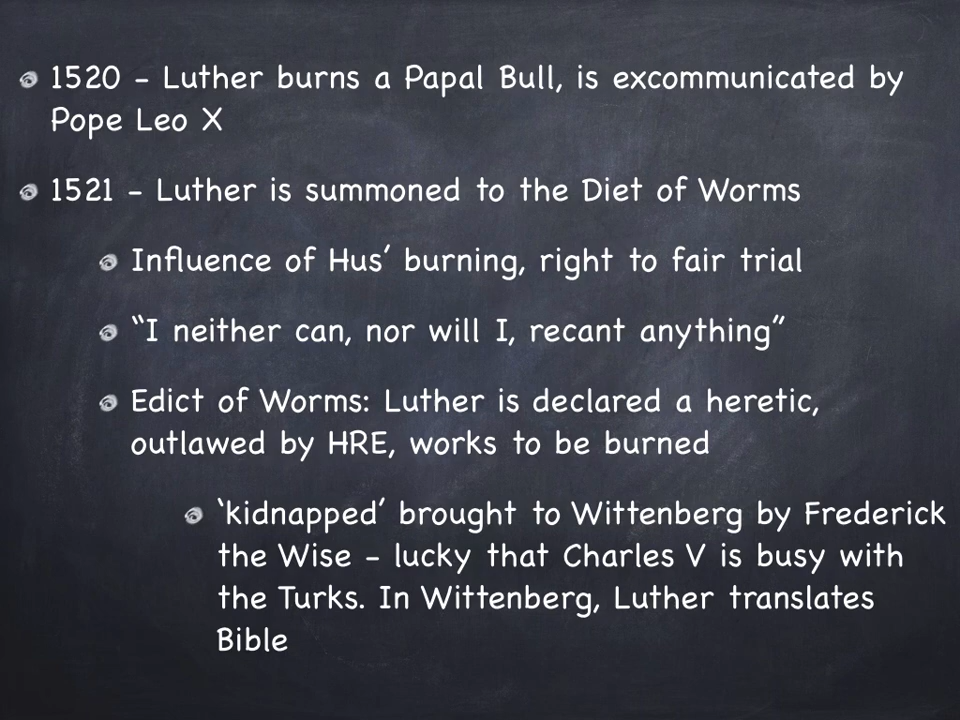 1520 - Luther burns a Papal Bull, is excommunicated by
Pope Leo X
1521 - Luther is summoned to the Diet of Worms
Influence of Hus’ burning, right to fair trial
“I neither can, nor will I, recant anything”
Edict of Worms: Luther is declared a heretic,
outlawed by HRE, works to be burned
‘kidnapped’ brought to Wittenberg by Frederick
the Wise - lucky that Charles V is busy with
the Turks. In Wittenberg, Luther translates
Bible